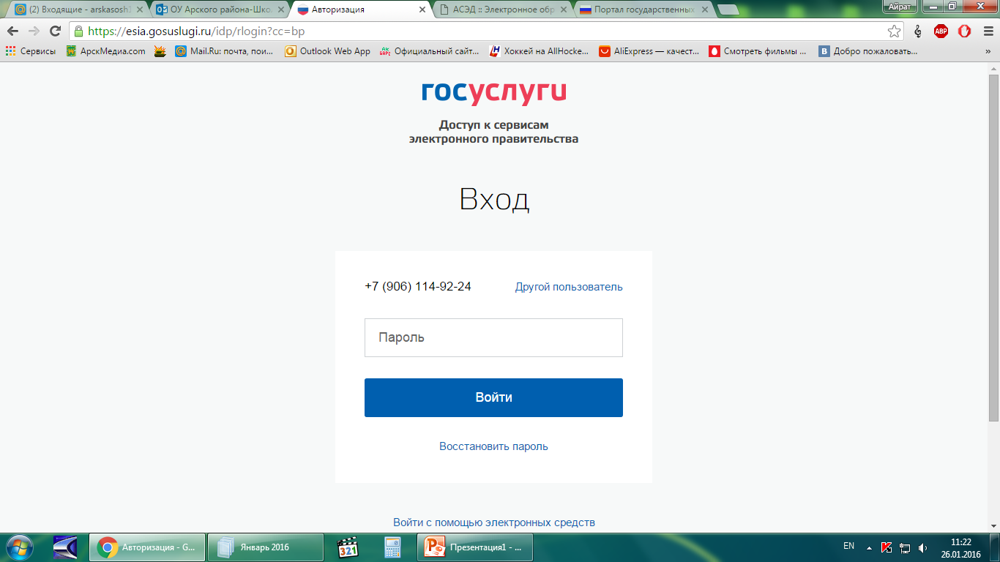 (2) Входящие - arskasosh1
ОУ Арского района-Шко.
Авторизация
АСЭД :: Электронное обр
Портал государственных
Айрат
https://esia.gosuslugi.ru/idp/rlogin?cc=bp
ABP
Сервисы
АрскМедиа.com
Mail.Ru: почта, пои...
Outlook Web App
Официальный сайт...
Хоккей на AllHocke...
AliExpress — качест...
Смотреть фильмы ...
Добро пожаловать...
»
госуслуги
Доступ к сервисам
электронного правительства
Вход
+7 (906) 114-92-24
Другой пользователь
Пароль
Войти
Восстановить пароль
Войти с помощью электронных средств
Авторизация - G...
Январь 2016
321
Презентация1 - ...
EN
11:22
26.01.2016